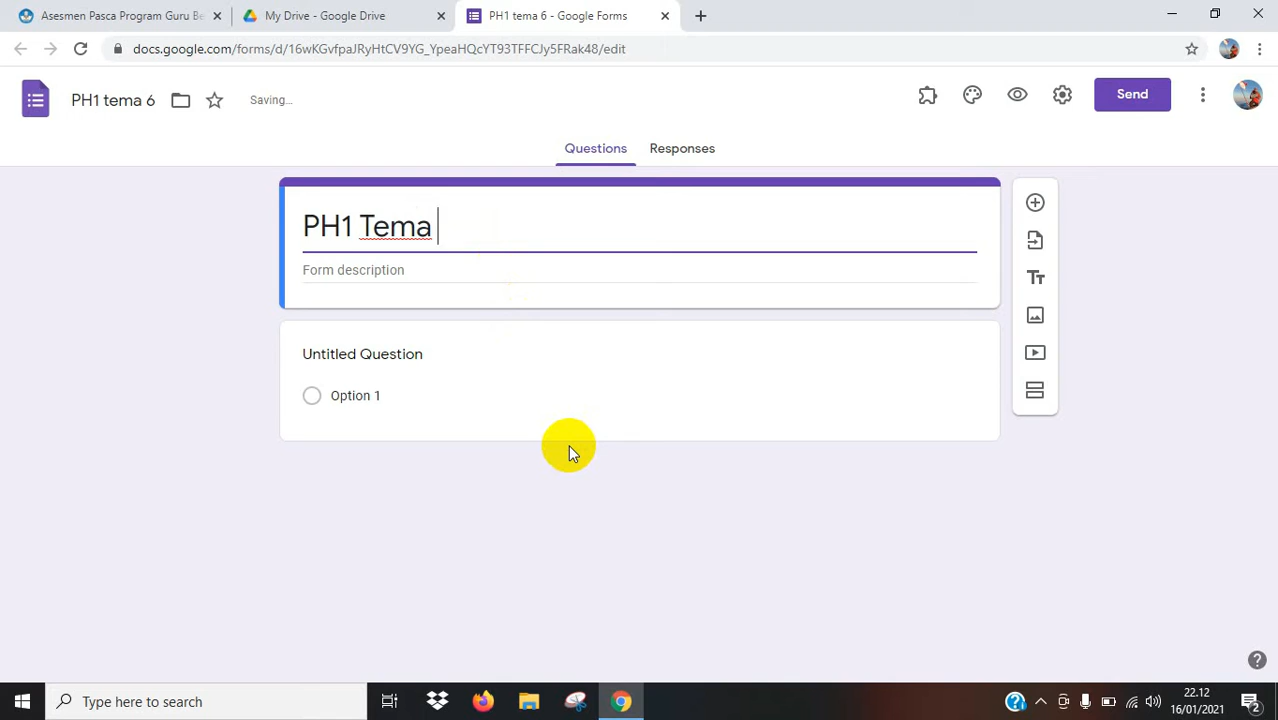 Asesmen Pasca Program Guru Be
My Drive - Google Drive
PH1 tema 6 - Google Forms
docs.google.com/forms/d/16wKGvfpaJRyHtCV9YG_YpeaHQcYT93TFFCJy5FRak48/edit
PH1 tema 6
Saving...
Send
Questions
Responses
PH1 Tema
Form description
Untitled Question
Option 1
Type here to search
22.12
16/01/2021
2